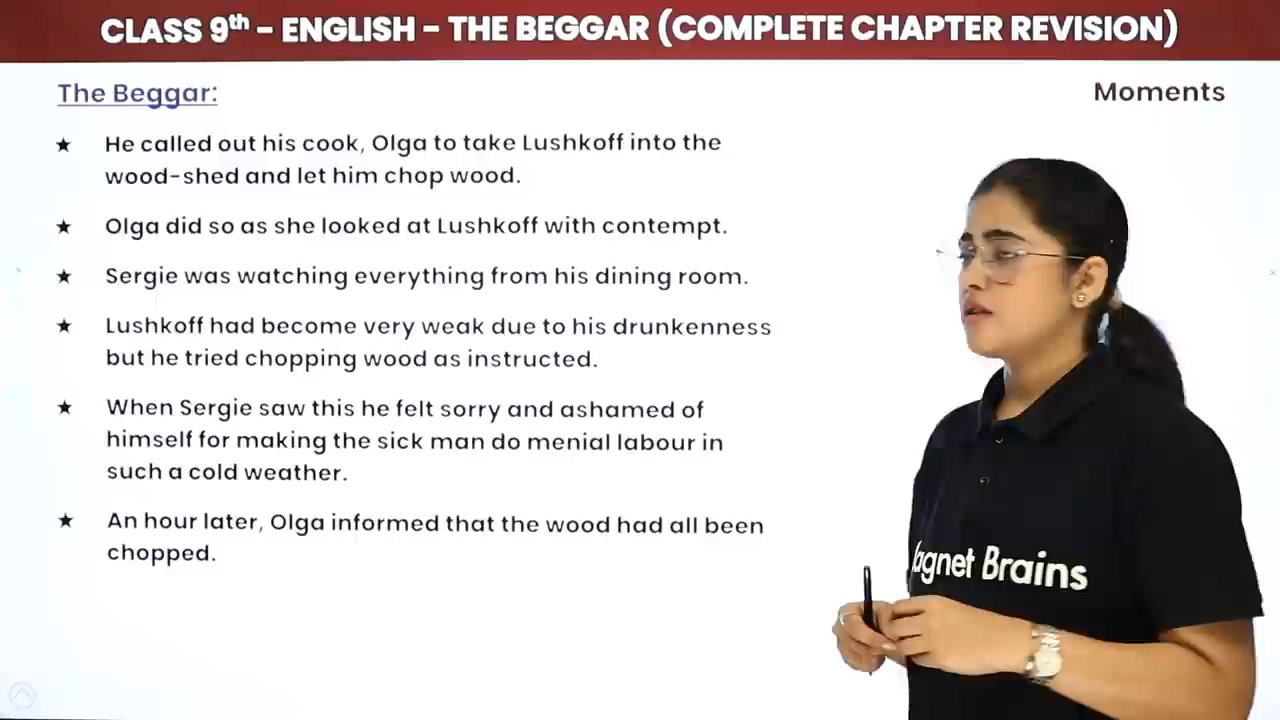 CLASS 9th – ENGLISH – THE BEGGAR (COMPLETE CHAPTER REVISION)
The Beggar:
Moments
★ He called out his cook, Olga to take Lushkoff into the
wood-shed and let him chop wood.
★ Olga did so as she looked at Lushkoff with contempt.
★ Sergie was watching everything from his dining room.
★ Lushkoff had become very weak due to his drunkenness
but he tried chopping wood as instructed.
★ When Sergie saw this he felt sorry and ashamed of
himself for making the sick man do menial labour in
such a cold weather.
★ An hour later, Olga informed that the wood had all been
chopped.
agnet Brains